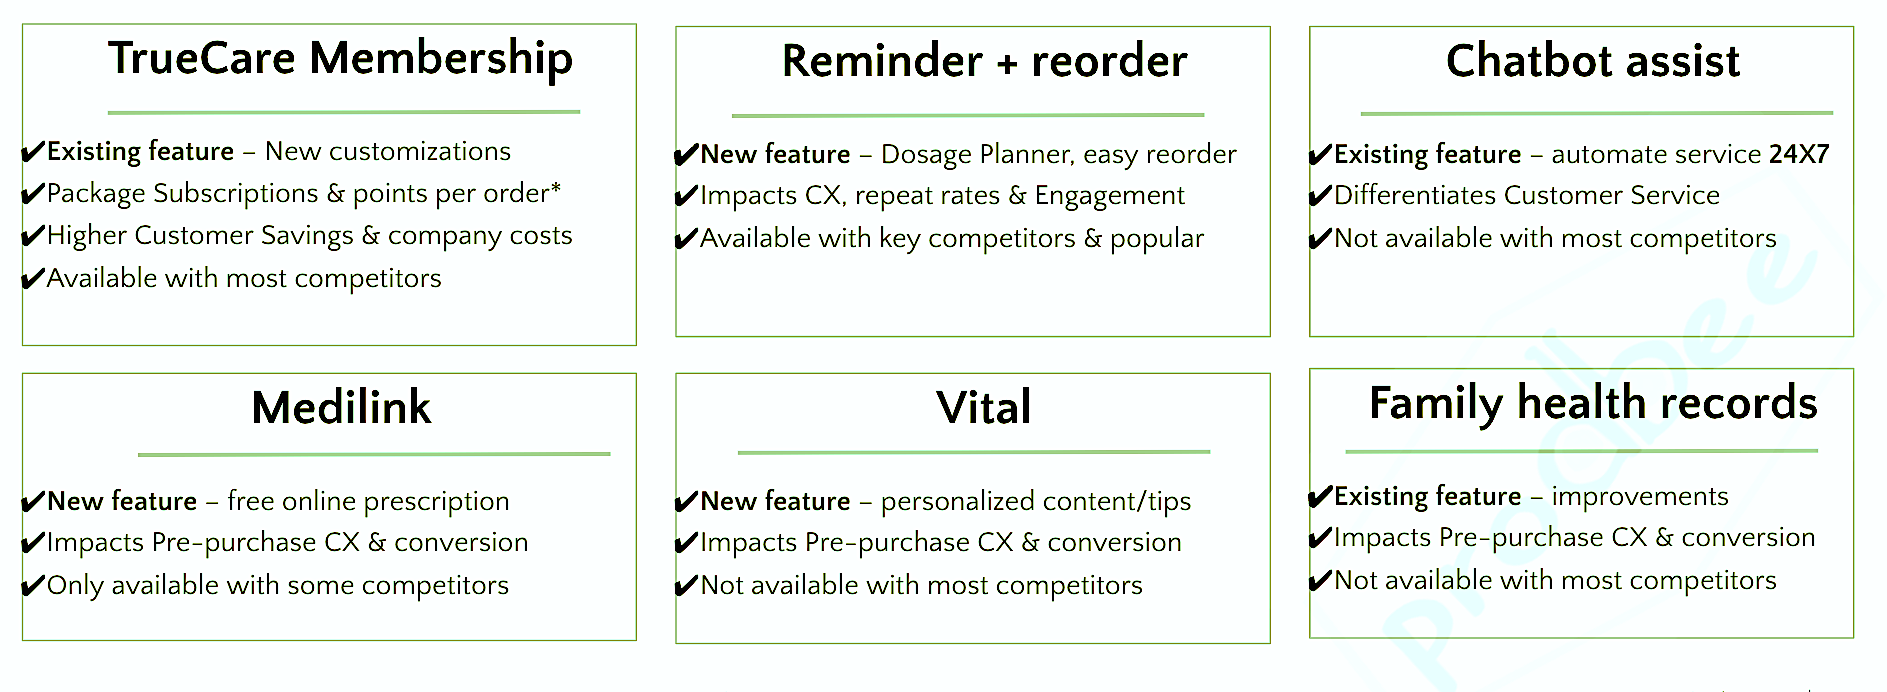 TrueCare Membership
✔Existing feature – New customizations
✔Package Subscriptions & points per order*
✔Higher Customer Savings & company costs
✔Available with most competitors
Reminder + reorder
✔New feature – Dosage Planner, easy reorder
✔Impacts CX, repeat rates & Engagement
✔Available with key competitors & popular
Chatbot assist
✔Existing feature – automate service 24X7
✔Differentiates Customer Service
✔Not available with most competitors
Medilink
✔New feature – free online prescription
✔Impacts Pre-purchase CX & conversion
✔Only available with some competitors
Vital
✔New feature – personalized content/tips
✔Impacts Pre-purchase CX & conversion
✔Not available with most competitors
Family health records
✔Existing feature – improvements
✔Impacts Pre-purchase CX & conversion
✔Not available with most competitors
prodbee